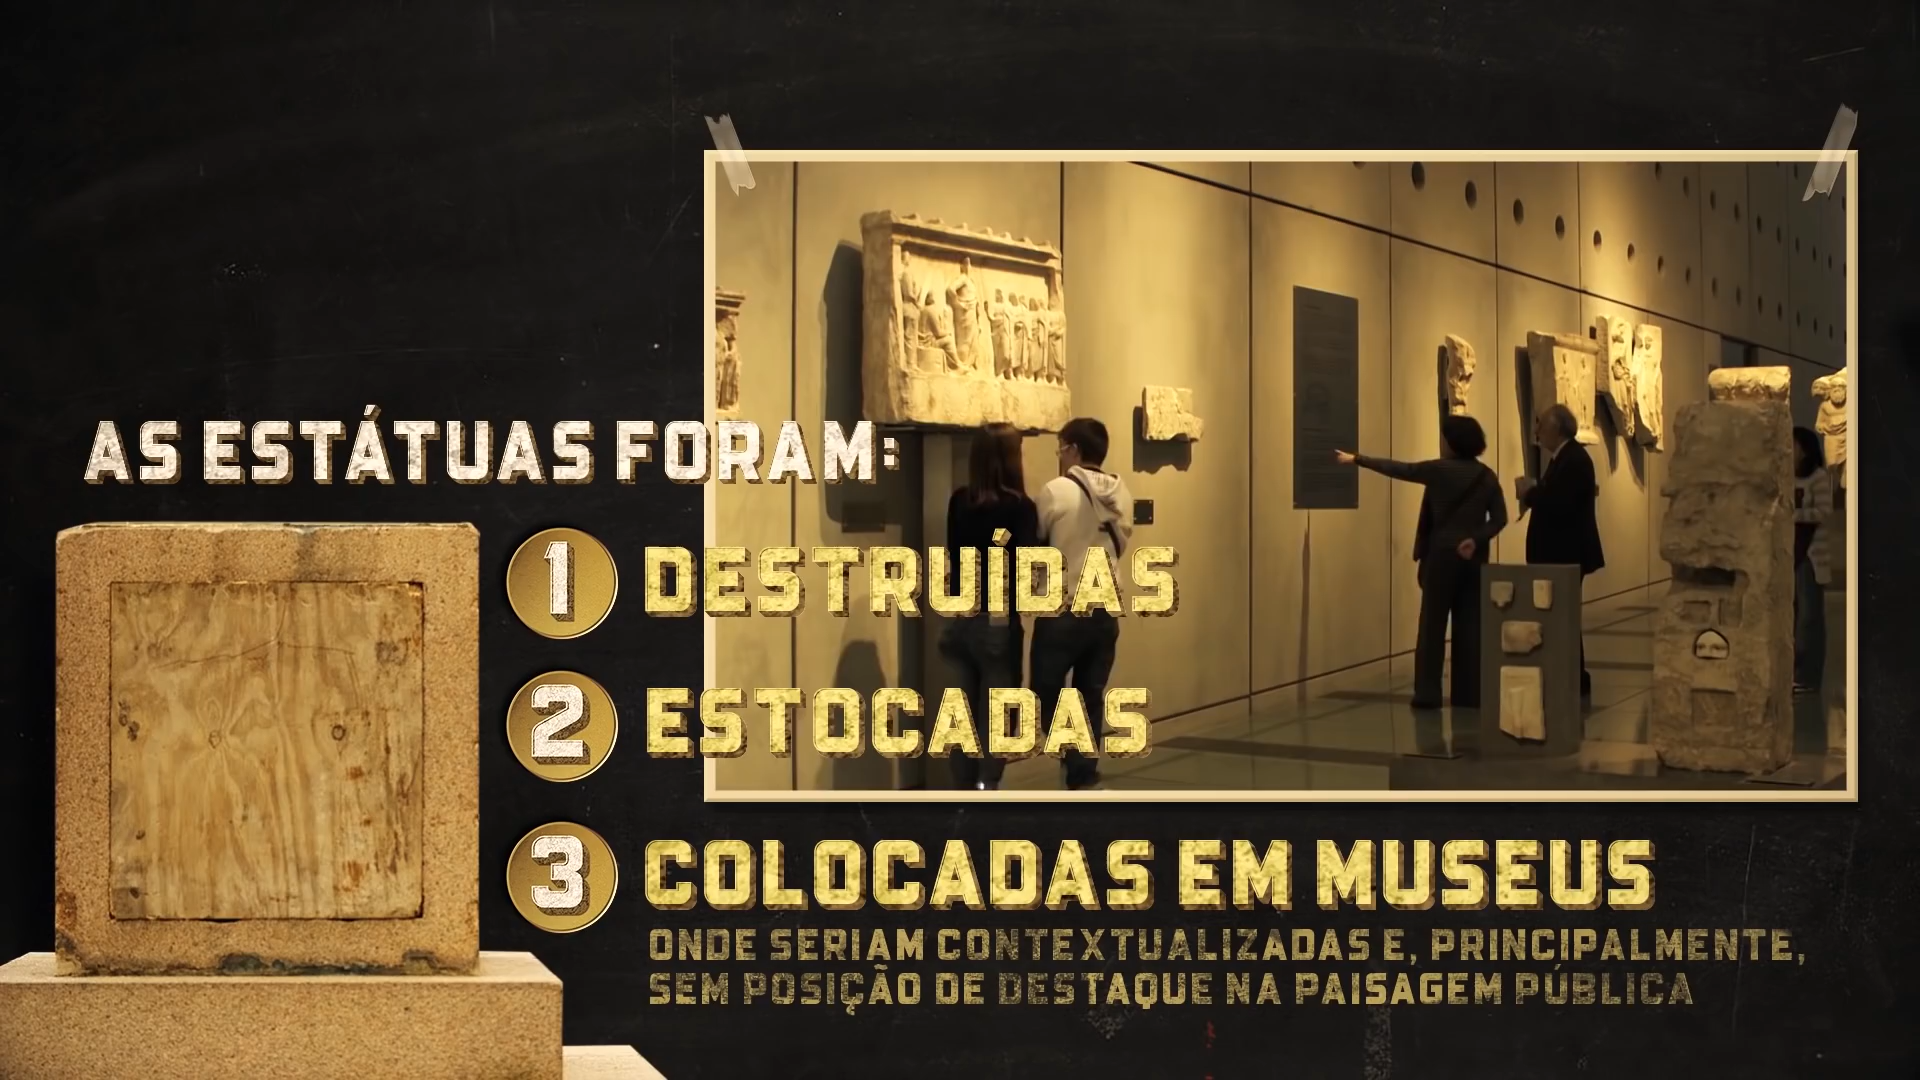 AS ESTÁTUAS FORAM:
1 DESTRUÍDAS
2 ESTOCADAS
3 COLOCADAS EM MUSEUS
ONDE SERIAM CONTEXTUALIZADAS E, PRINCIPALMENTE,
SEM POSIÇÃO DE DESTAQUE NA PAISAGEM PÚBLICA